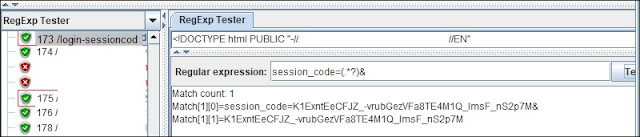 RegExp Tester
173 /login-sessioncod
174 /
175 /
176 /
178 /
RegExp Tester
<!DOCTYPE html PUBLIC "-// //EN"
Regular expression: session_code=(.*?)& Te
Match count: 1
Match[1][0]=session_code=K1ExntEeCFJZ_-vrubGezVFa8TE4M1Q_ImsF_nS2p7M&
Match[1][1]=K1ExntEeCFJZ_-vrubGezVFa8TE4M1Q_ImsF_nS2p7M